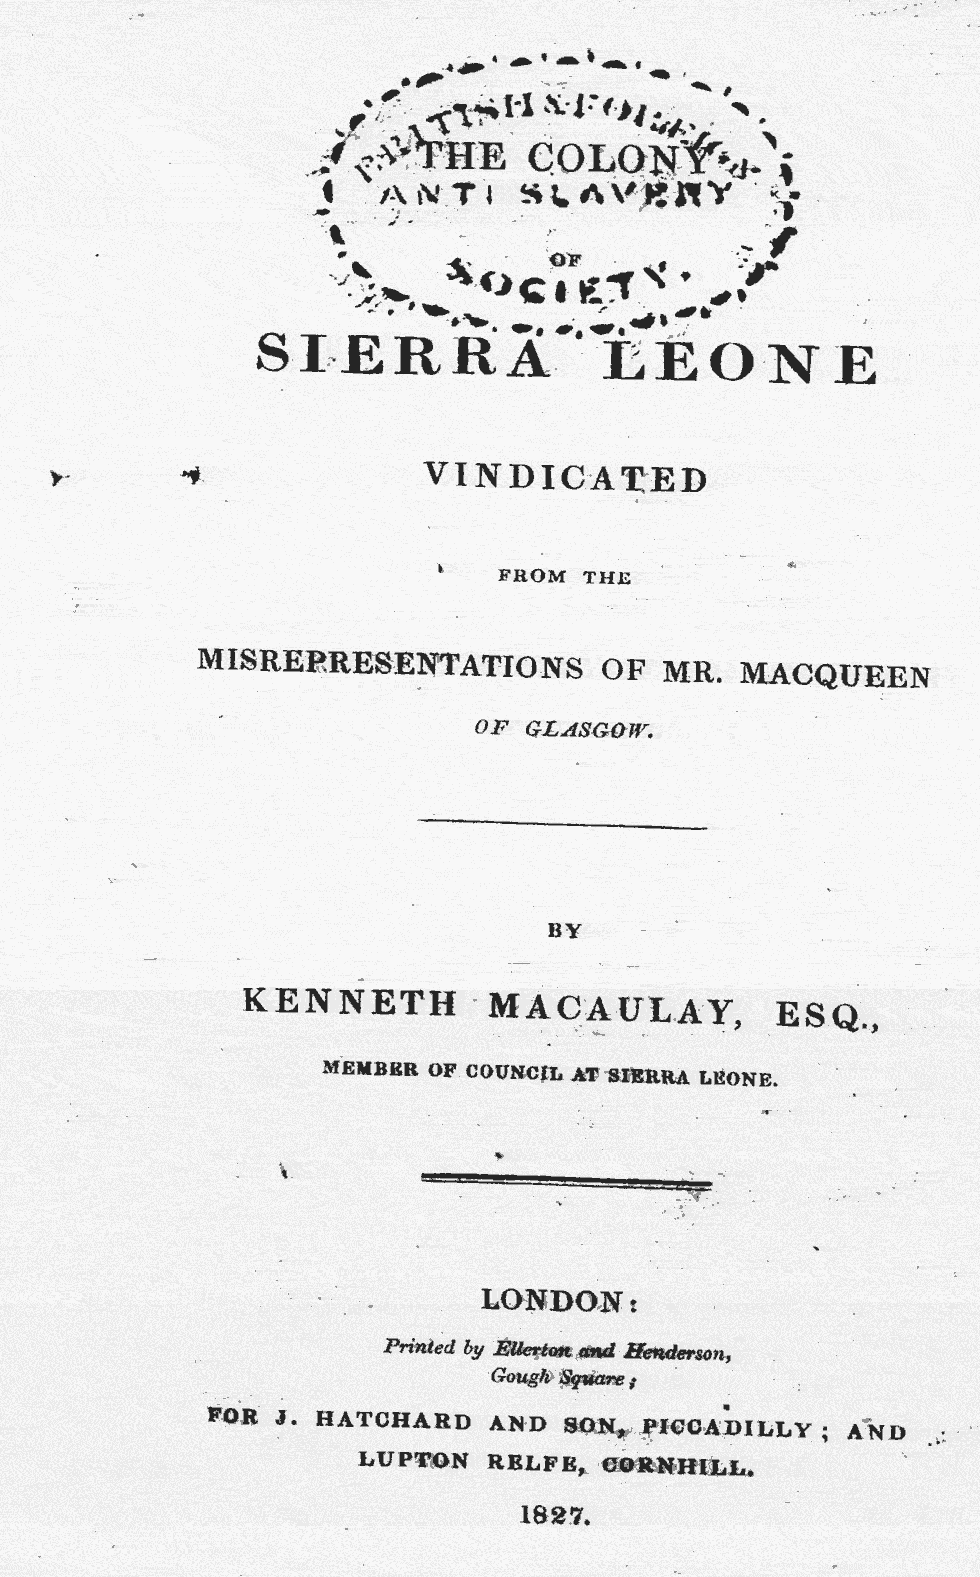 BRITISH & FOREIGN
THE COLONY
ANTI SLAVERY
OF
SOCIETY.
SIERRA LEONE
VINDICATED
FROM THE
MISREPRESENTATIONS OF MR. MACQUEEN
OF GLASGOW.
BY
KENNETH MACAULAY, ESQ.,
MEMBER OF COUNCIL AT SIERRA LEONE.
LONDON:
Printed by Ellerton and Henderson,
Gough Square;
FOR J. HATCHARD AND SON, PICCADILLY; AND
LUPTON RELFE, CORNHILL.
1827.